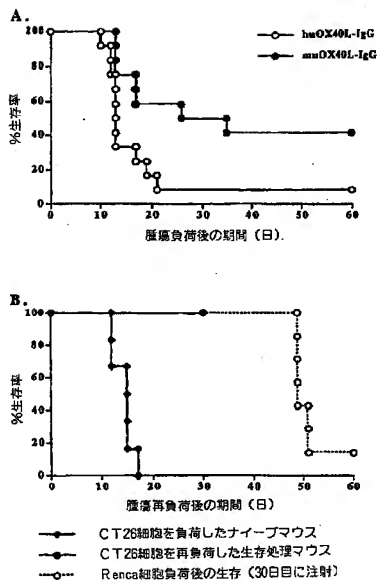 A.
huOX40L-IgG
muOX40L-IgG
100
80
60
40
20
0
%生存率
0 10 20 30 40 50 60
腫瘍負荷後の期間（日）.
B.
100
80
60
40
20
0
%生存率
0 10 20 30 40 50 60
腫瘍再負荷後の期間（日）
CT26細胞を負荷したナイーブマウス
CT26細胞を再負荷した生存処理マウス
Renca細胞負荷後の生存（30日目に注射）